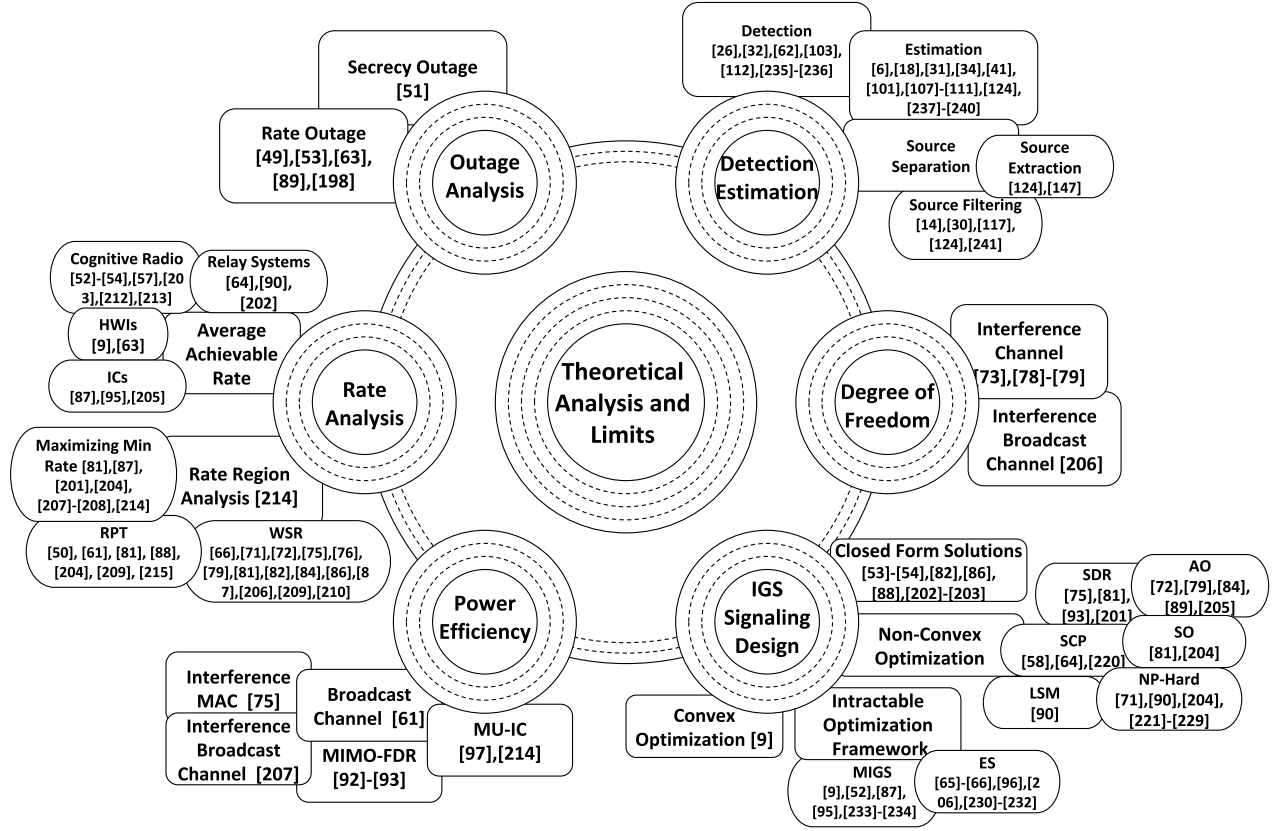 Theoretical
Analysis and
Limits
Outage
Analysis
Secrecy Outage
[51]
Rate Outage
[49],[53],[63],
[89],[198]
Detection
Estimation
Detection
[26],[32],[62],[103],
[112],[235]-[236]
Estimation
[6],[18],[31],[34],[41],
[101],[107]-[111],[124],
[237]-[240]
Source
Separation
Source
Extraction
[124],[147]
Source Filtering
[14],[30],[117],
[124],[241]
Rate
Analysis
Cognitive Radio
[52]-[54],[57],[20
3],[212],[213]
Relay Systems
[64],[90],
[202]
HWIs
[9],[63]
Average
Achievable
Rate
ICs
[87],[95],[205]
Maximizing Min
Rate [81],[87],
[201],[204],
[207]-[208],[214]
Rate Region
Analysis [214]
RPT
[50], [61], [81], [88],
[204], [209], [215]
WSR
[66],[71],[72],[75],[76],
[79],[81],[82],[84],[86],[8
7],[206],[209],[210]
Degree of
Freedom
Interference
Channel
[73],[78]-[79]
Interference
Broadcast
Channel [206]
Power
Efficiency
Interference
MAC [75]
Broadcast
Channel [61]
Interference
Broadcast
Channel [207]
MIMO-FDR
[92]-[93]
MU-IC
[97],[214]
IGS
Signaling
Design
Closed Form Solutions
[53]-[54],[82],[86],
[88],[202]-[203]
Non-Convex
Optimization
SDR
[75],[81],
[93],[201]
AO
[72],[79],[84],
[89],[205]
SCP
[58],[64],[220]
SO
[81],[204]
LSM
[90]
NP-Hard
[71],[90],[204],
[221]-[229]
Convex
Optimization [9]
Intractable
Optimization
Framework
MIGS
[9],[52],[87],
[95],[233]-[234]
ES
[65]-[66],[96],[2
06],[230]-[232]